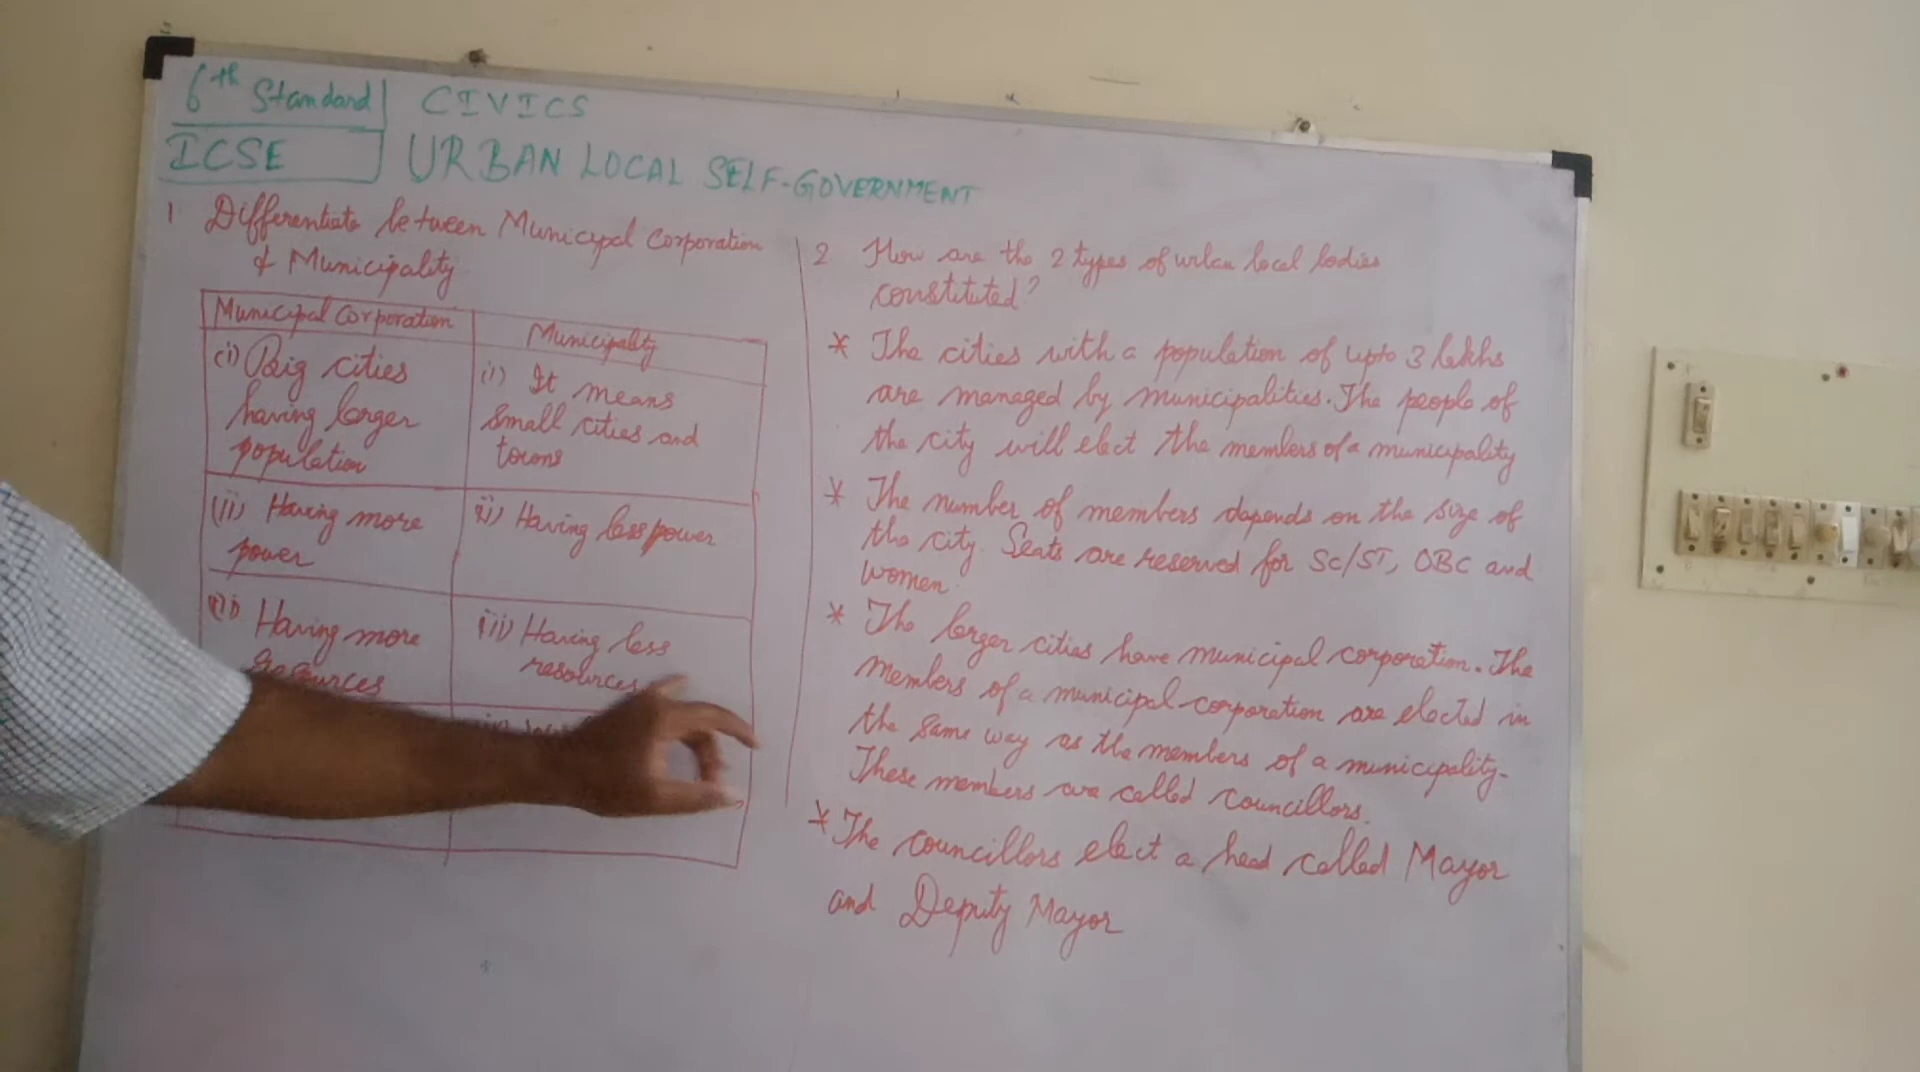 6th Standard
ICSE
CIVICS
URBAN LOCAL SELF-GOVERNMENT
1 Differentiate between Municipal Corporation
& Municipality
Municipal Corporation
(i) Big cities
having larger
population
(ii) Having more
power
(iii) Having more
resources
Municipality
(i) It means
Small cities and
towns
ii) Having less power
(iii) Having less
resources
2 How are the 2 types of urban local bodies
constituted?
* The cities with a population of upto 3 lakhs
are managed by municipalities. The people of
the city will elect the members of a municipality
* The number of members depends on the size of
the city. Seats are reserved for SC/ST, OBC and
women.
* The larger cities have municipal corporation. The
members of a municipal corporation are elected in
the same way as the members of a municipality.
These members are called councillors.
* The councillors elect a head called Mayor
and Deputy Mayor